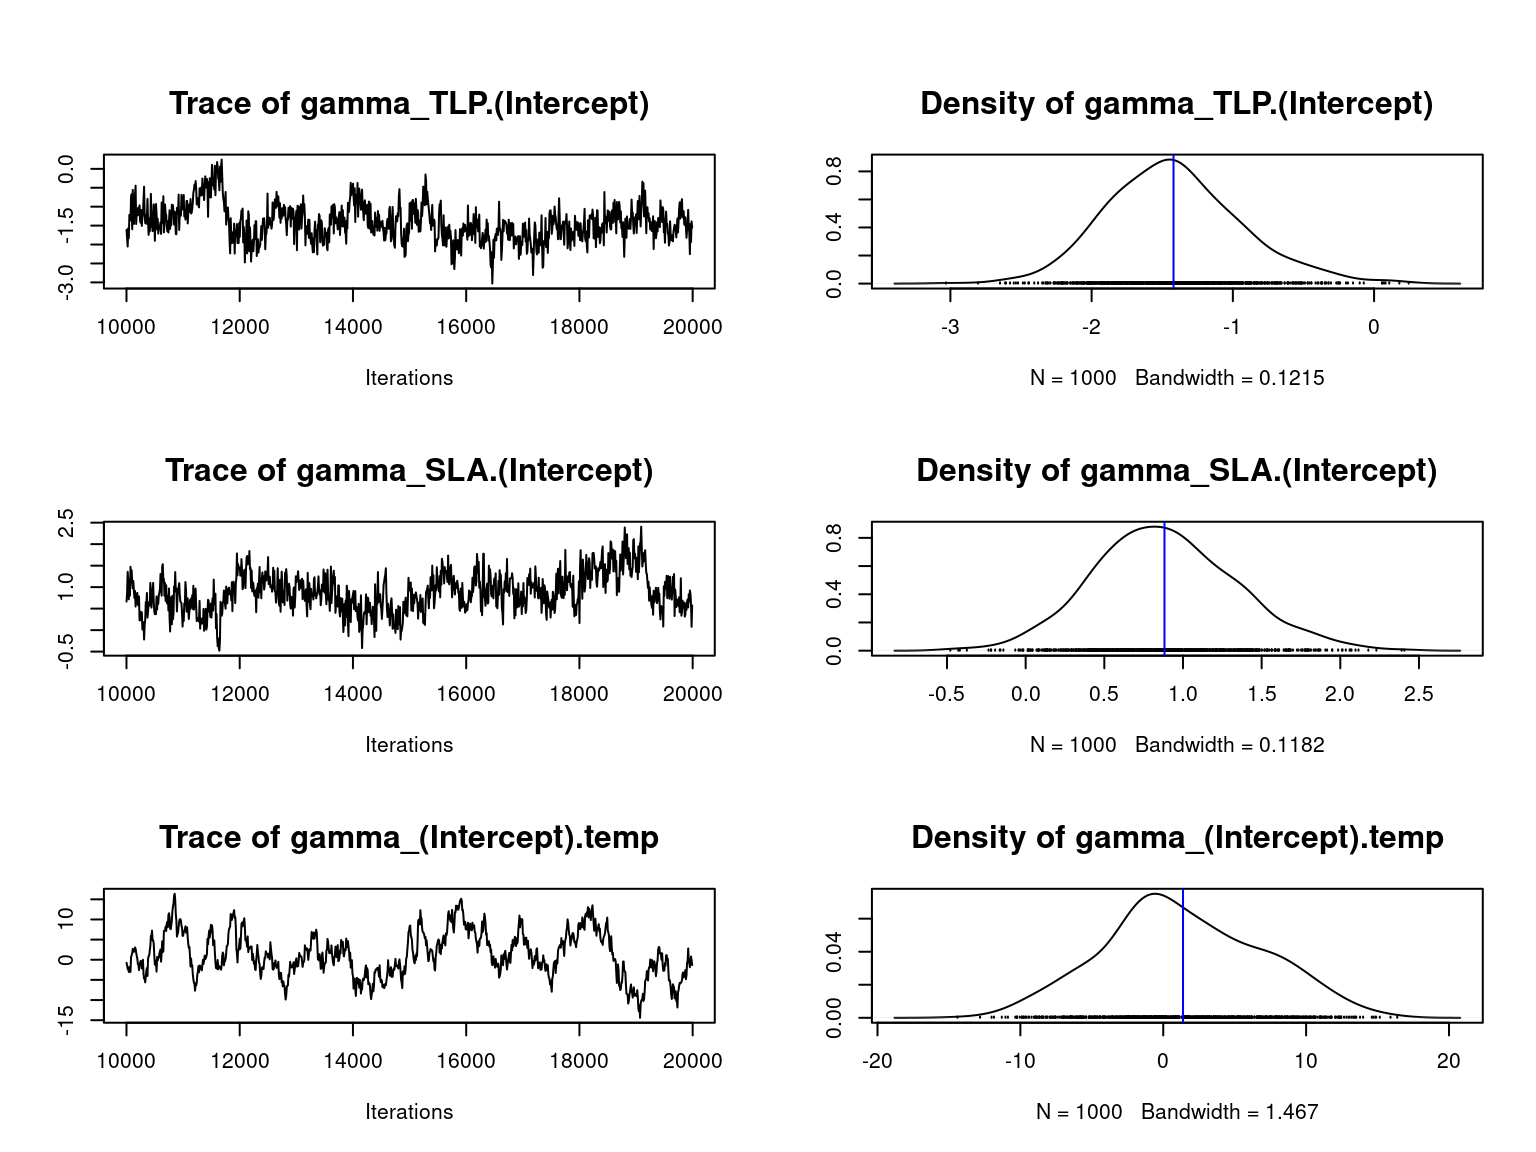 Trace of gamma_TLP.(Intercept)
0.0
-1.5
-3.0
10000 12000 14000 16000 18000 20000
Iterations
Density of gamma_TLP.(Intercept)
0.8
0.4
0.0
-3 -2 -1 0
N = 1000 Bandwidth = 0.1215
Trace of gamma_SLA.(Intercept)
2.5
1.0
-0.5
10000 12000 14000 16000 18000 20000
Iterations
Density of gamma_SLA.(Intercept)
0.8
0.4
0.0
-0.5 0.0 0.5 1.0 1.5 2.0 2.5
N = 1000 Bandwidth = 0.1182
Trace of gamma_(Intercept).temp
10
0
-15
10000 12000 14000 16000 18000 20000
Iterations
Density of gamma_(Intercept).temp
0.04
0.00
-20 -10 0 10 20
N = 1000 Bandwidth = 1.467